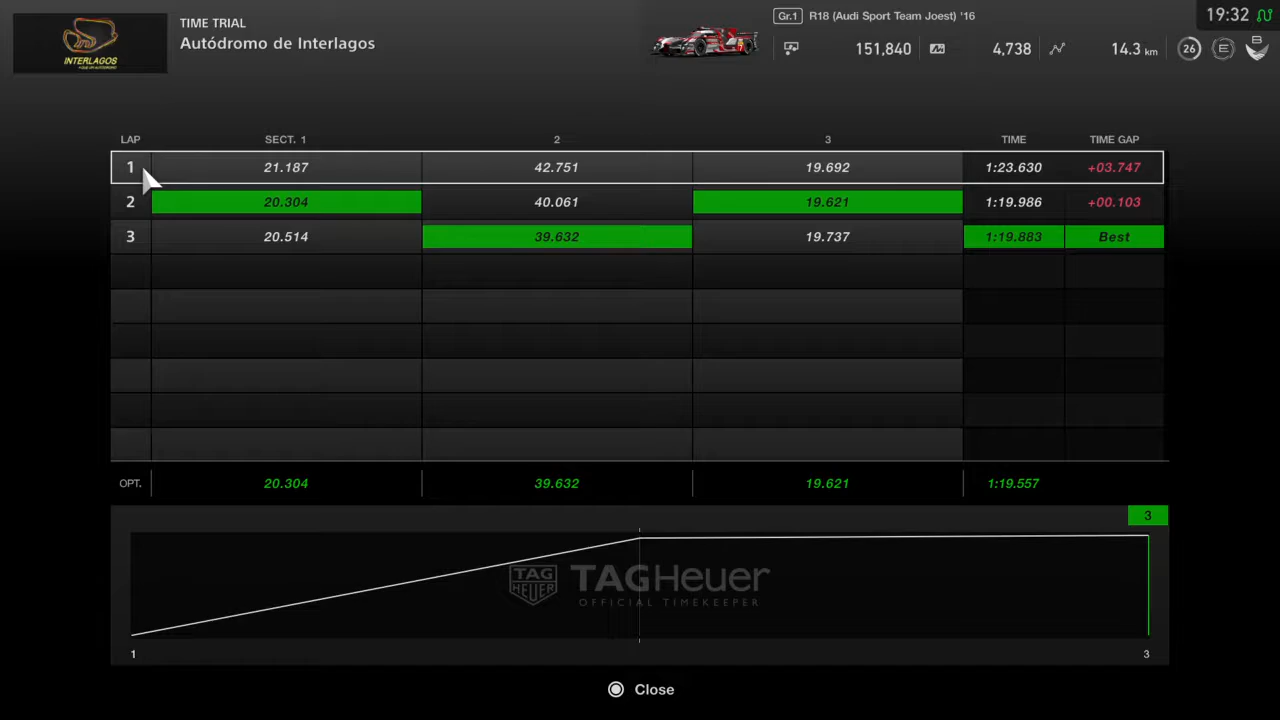 TIME TRIAL
Autódromo de Interlagos
INTERLAGOS
Gr.1 R18 (Audi Sport Team Joest) '16
151,840 4,738 14.3 km 26 E
19:32
LAP SECT. 1 2 3 TIME TIME GAP
1 21.187 42.751 19.692 1:23.630 +03.747
2 20.304 40.061 19.621 1:19.986 +00.103
3 20.514 39.632 19.737 1:19.883 Best
OPT. 20.304 39.632 19.621 1:19.557
3
TAG HEUER
TAGHeuer
OFFICIAL TIMEKEEPER
1 3
Close